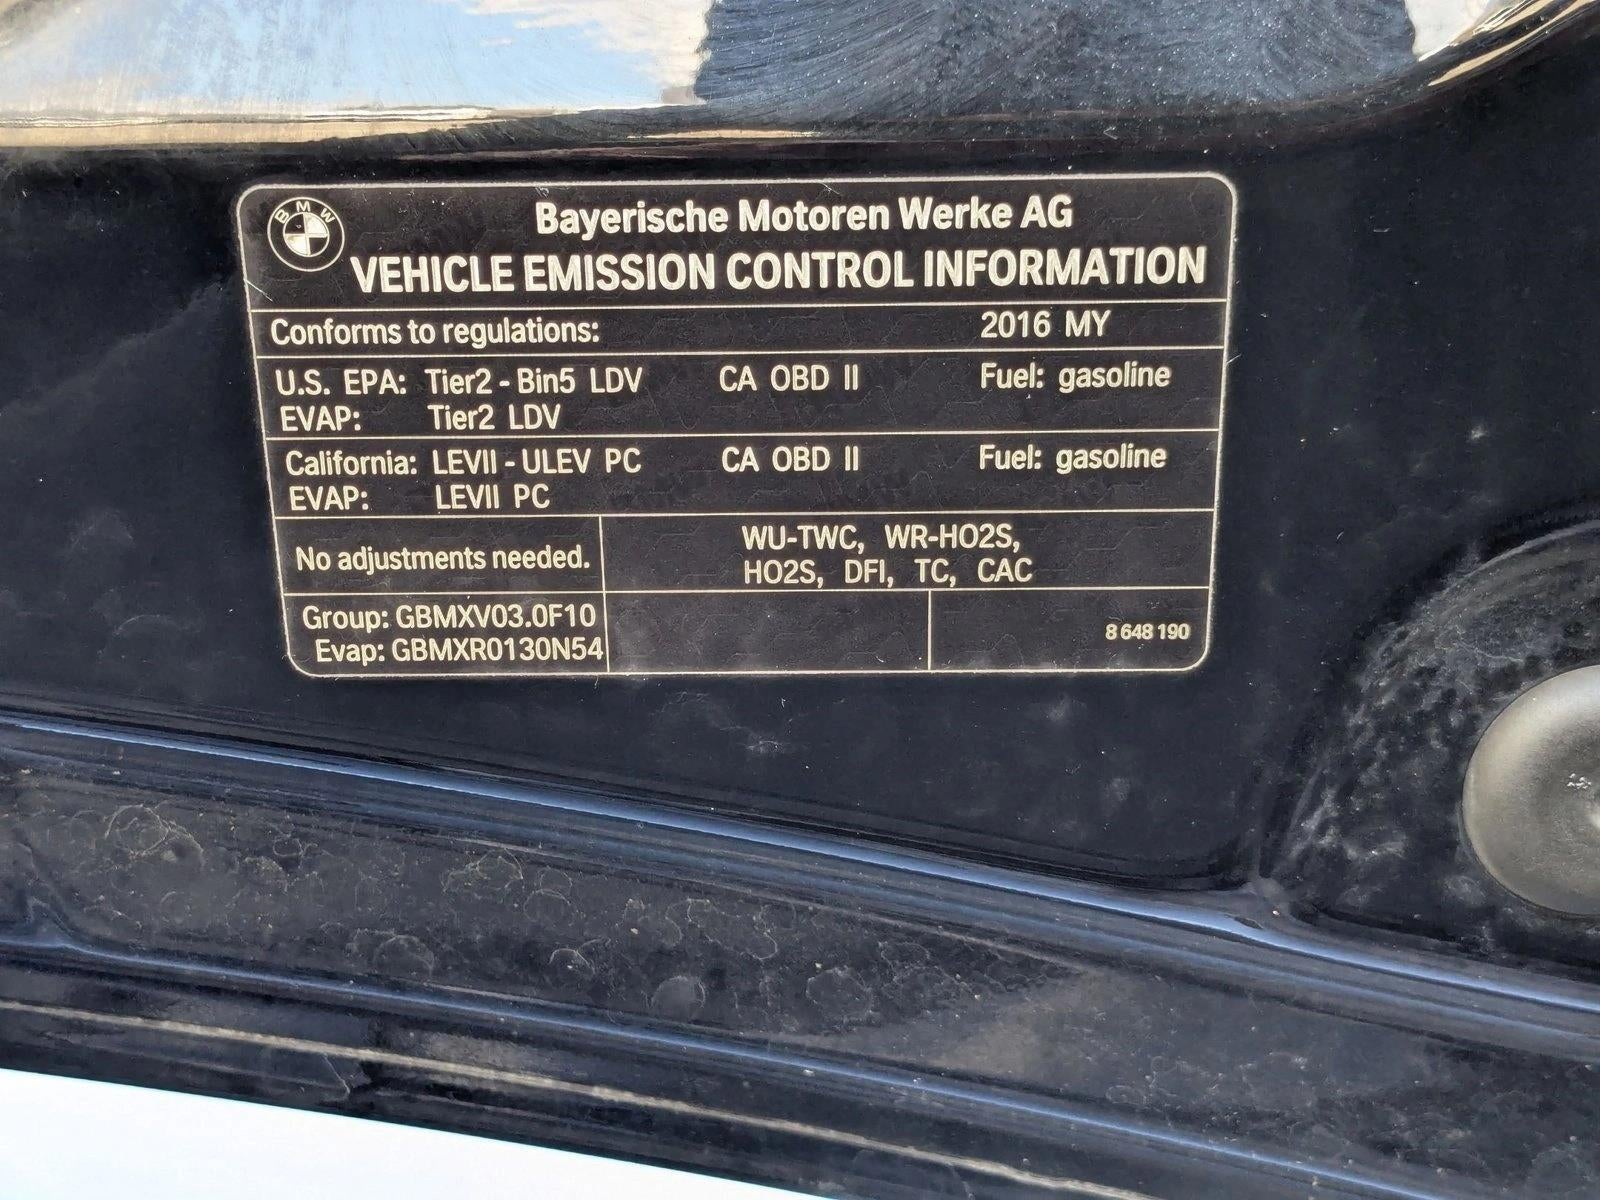 BMW
Bayerische Motoren Werke AG
VEHICLE EMISSION CONTROL INFORMATION
Conforms to regulations: 2016 MY
U.S. EPA: Tier2 - Bin5 LDV CA OBD II Fuel: gasoline
EVAP: Tier2 LDV
California: LEVII - ULEV PC CA OBD II Fuel: gasoline
EVAP: LEVII PC
No adjustments needed.
WU-TWC, WR-HO2S,
HO2S, DFI, TC, CAC
Group: GBMXV03.0F10
Evap: GBMXR0130N54
8 648 190